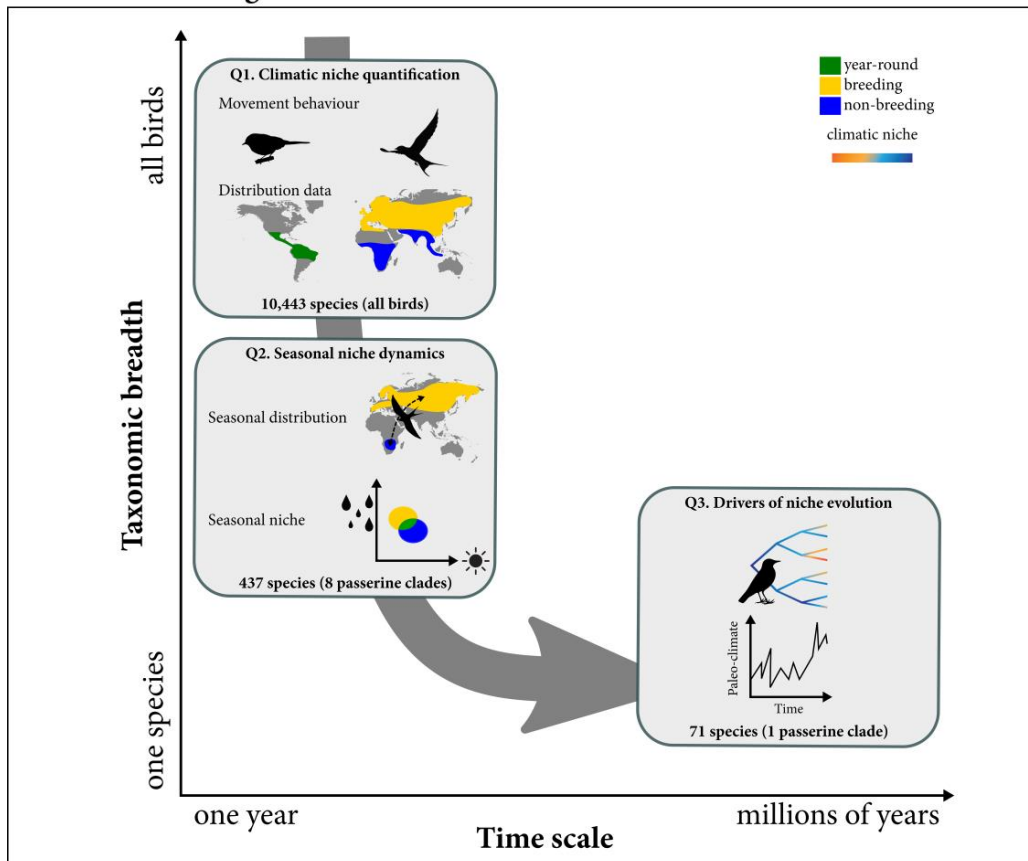 Q1. Climatic niche quantification
Movement behaviour
Distribution data
10,443 species (all birds)
year-round
breeding
non-breeding
climatic niche
Q2. Seasonal niche dynamics
Seasonal distribution
Seasonal niche
437 species (8 passerine clades)
Q3. Drivers of niche evolution
Paleo-climate
Time
71 species (1 passerine clade)
all birds
Taxonomic breadth
one species
one year
millions of years
Time scale